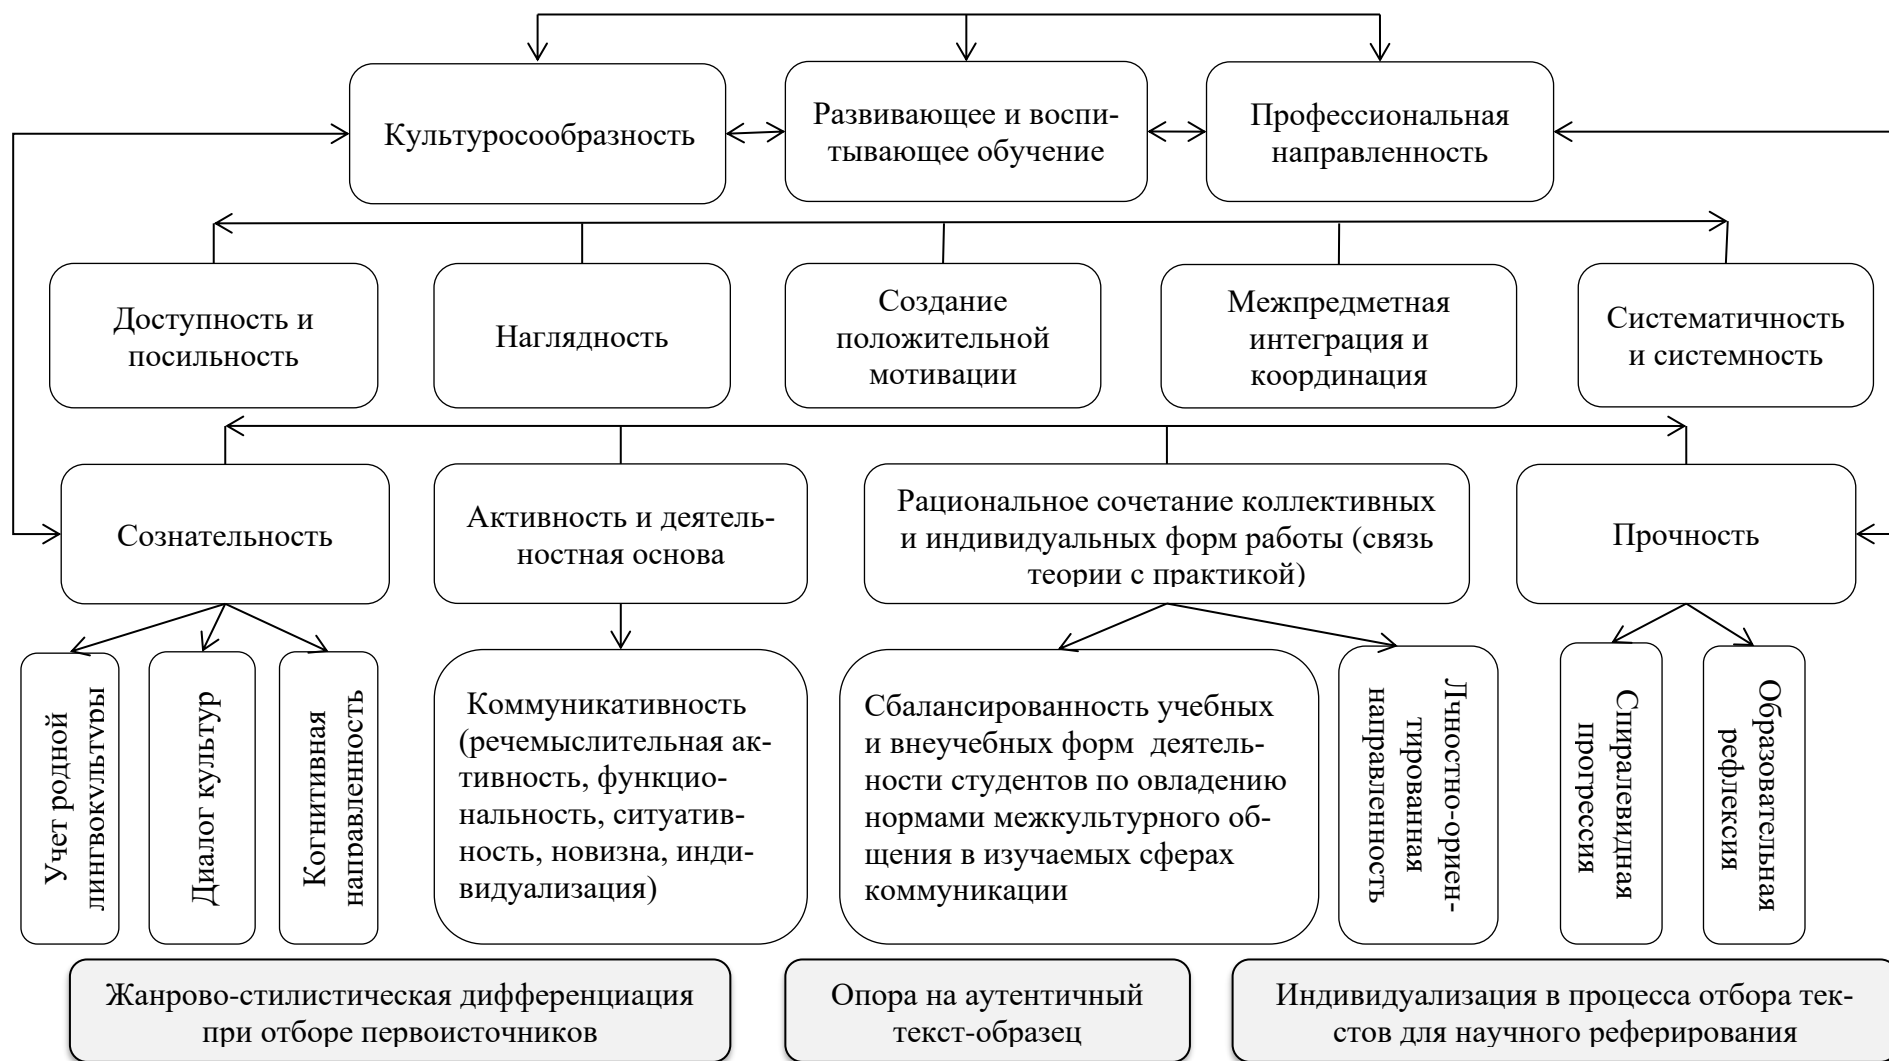 Культуросообразность
Развивающее и воспи-
тывающее обучение
Профессиональная
направленность
Доступность и
посильность
Наглядность
Создание
положительной
мотивации
Межпредметная
интеграция и
координация
Систематичность
и системность
Сознательность
Активность и деятель-
ностная основа
Рациональное сочетание коллективных
и индивидуальных форм работы (связь
теории с практикой)
Прочность
Учет родной
лингвокультуры
Диалог культур
Когнитивная
направленность
Коммуникативность
(речемыслительная ак-
тивность, функцио-
нальность, ситуатив-
ность, новизна, инди-
видуализация)
Сбалансированность учебных
и внеучебных форм деятель-
ности студентов по овладению
нормами межкультурного об-
щения в изучаемых сферах
коммуникации
Лчностно-ориен-
тированная
направленность
Спиралевидная
прогрессия
Образовательная
рефлексия
Жанрово-стилистическая дифференциация
при отборе первоисточников
Опора на аутентичный
текст-образец
Индивидуализация в процесса отбора тек-
стов для научного реферирования